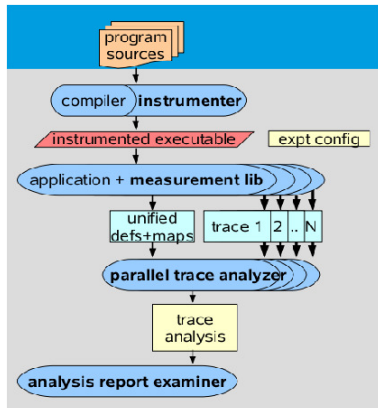 program
sources
compiler instrumenter
instrumented executable
expt config
application + measurement lib
unified
defs+maps
trace 1 2 .. N
parallel trace analyzer
trace
analysis
analysis report examiner